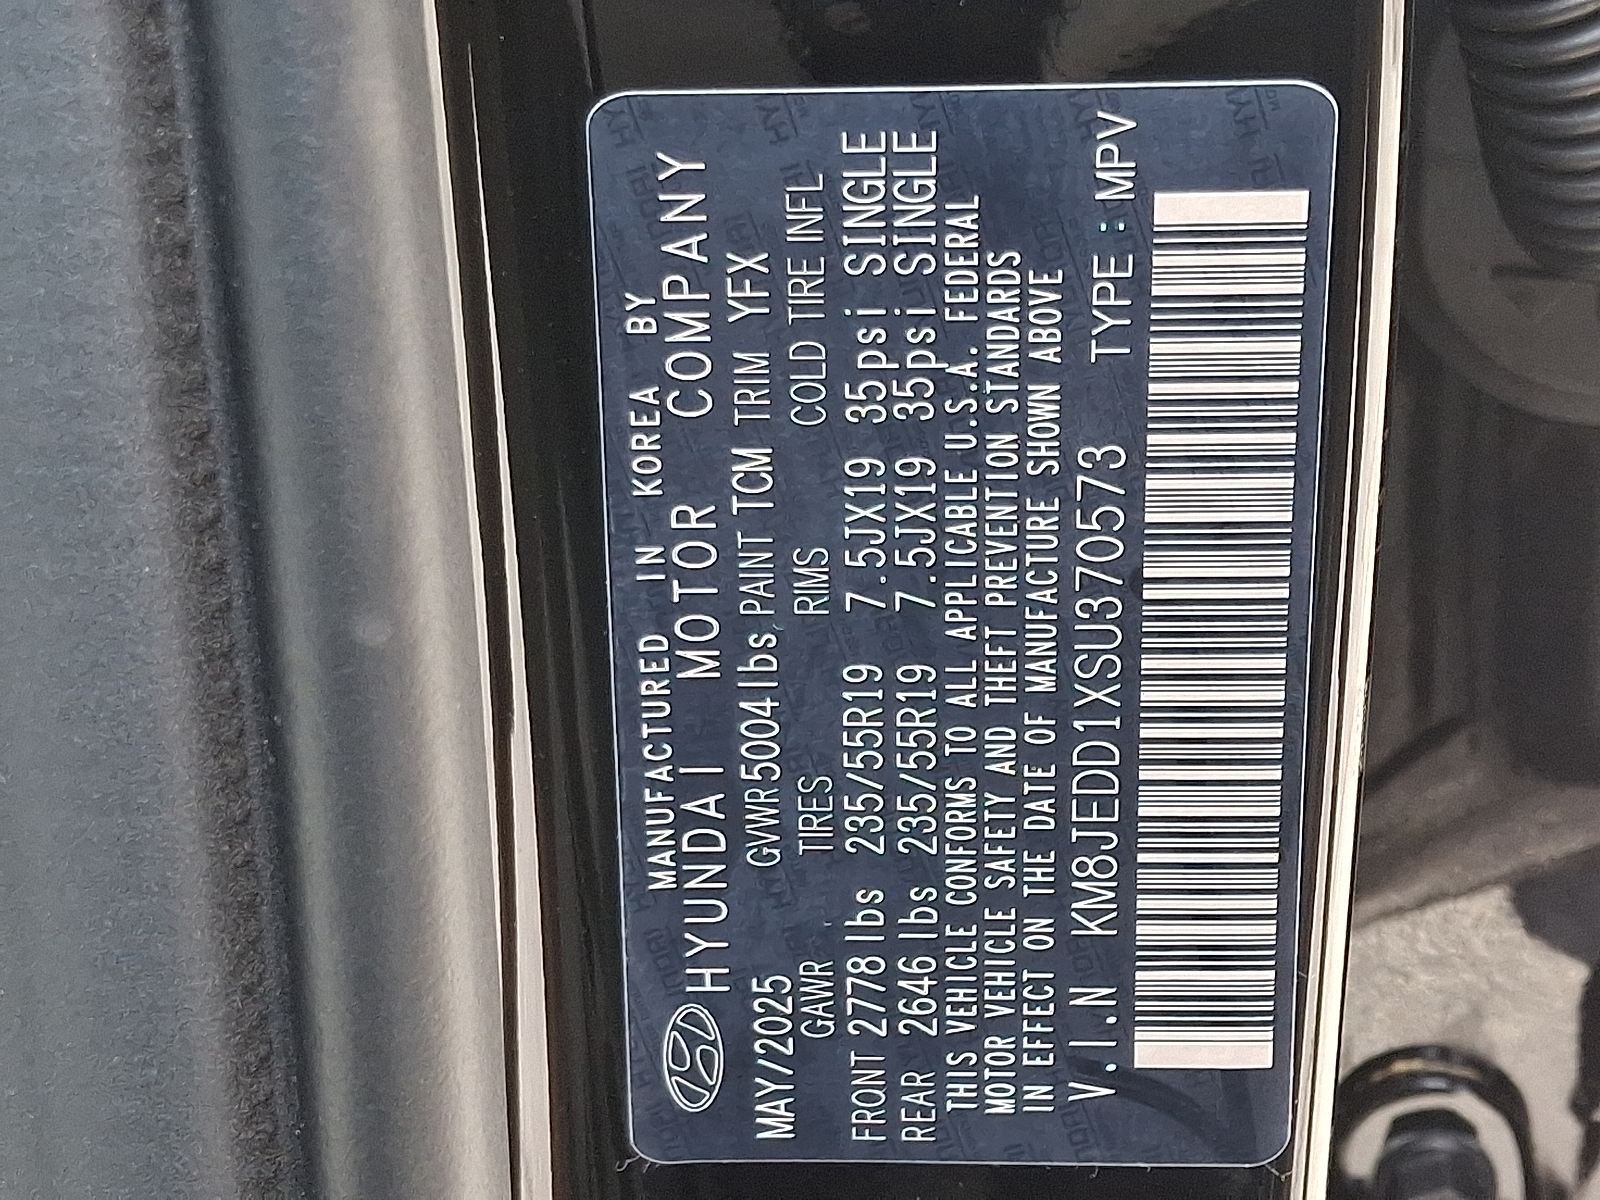 MANUFACTURED IN KOREA BY
HYUNDAI MOTOR COMPANY
MAY/2025 GVWR 5004 lbs PAINT TCM TRIM YFX
GAWR TIRES RIMS COLD TIRE INFL
FRONT 2778 lbs 235/55R19 7.5JX19 35psi SINGLE
REAR 2646 lbs 235/55R19 7.5JX19 35psi SINGLE
THIS VEHICLE CONFORMS TO ALL APPLICABLE U.S.A. FEDERAL
MOTOR VEHICLE SAFETY AND THEFT PREVENTION STANDARDS
IN EFFECT ON THE DATE OF MANUFACTURE SHOWN ABOVE
V.I.N KM8JEDD1XSU370573 TYPE : MPV